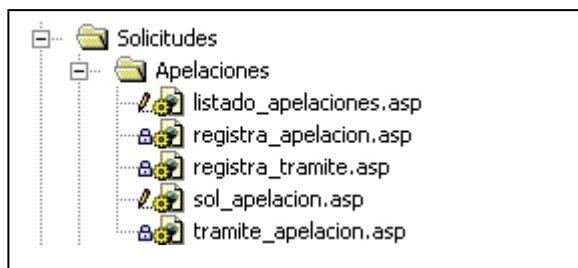 Solicitudes
Apelaciones
listado_apelaciones.asp
registra_apelacion.asp
registra_tramite.asp
sol_apelacion.asp
tramite_apelacion.asp